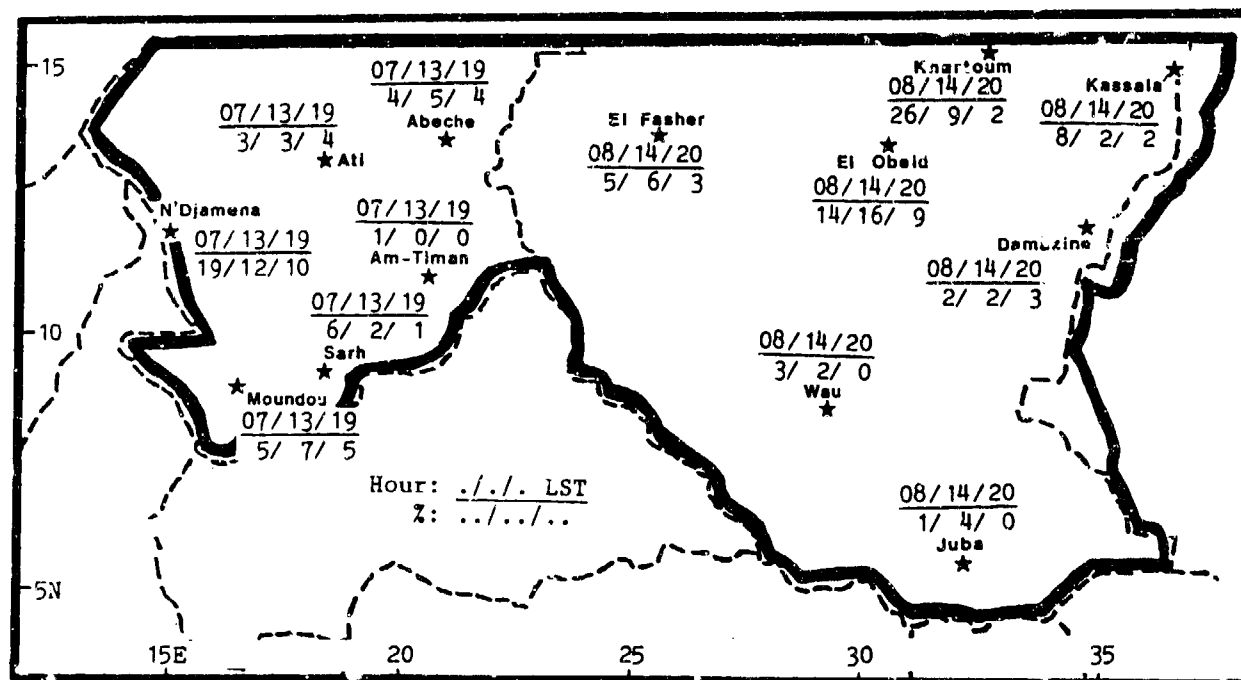 15
07/13/19
4/ 5/ 4
Abeche
07/13/19
3/ 3/ 4
Ati
El Fasher
08/14/20
5/ 6/ 3
Khartoum
08/14/20
26/ 9/ 2
Kassala
08/14/20
8/ 2/ 2
El Obeid
08/14/20
14/16/ 9
N'Djamena
07/13/19
19/12/10
07/13/19
1/ 0/ 0
Am-Timan
Damazine
08/14/20
2/ 2/ 3
10
07/13/19
6/ 2/ 1
Sarh
08/14/20
3/ 2/ 0
Wau
Moundou
07/13/19
5/ 7/ 5
Hour: ./././. LST
%: ../../..
08/14/20
1/ 4/ 0
Juba
5N
15E
20
25
30
35